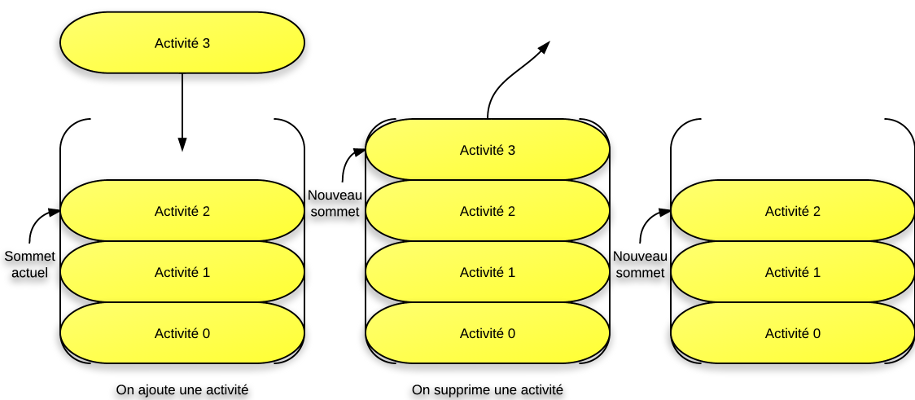 Activité 3
Activité 2
Sommet
actuel
Activité 1
Activité 0
On ajoute une activité
Activité 3
Nouveau
sommet
Activité 2
Activité 1
Activité 0
On supprime une activité
Activité 2
Nouveau
sommet
Activité 1
Activité 0